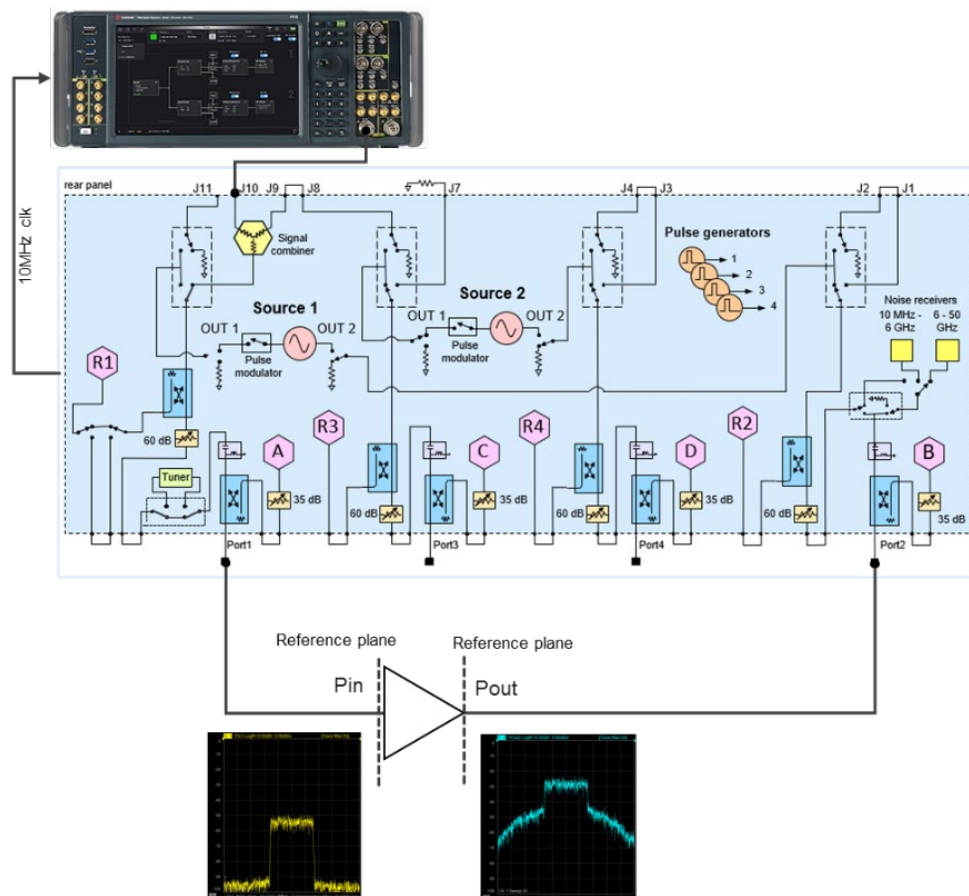 10MHz clk
rear panel
J11
J10
J9
J8
J7
J4
J3
J2
J1
Signal
combiner
Pulse generators
1
2
3
4
Source 1
Source 2
OUT 1
OUT 2
OUT 1
OUT 2
Pulse
modulator
Pulse
modulator
Noise receivers
10 MHz -
6 GHz
6 - 50
GHz
R1
R3
R4
R2
A
C
D
B
60 dB
35 dB
60 dB
35 dB
60 dB
35 dB
60 dB
35 dB
Tuner
Port1
Port3
Port4
Port2
Reference plane
Reference plane
Pin
Pout